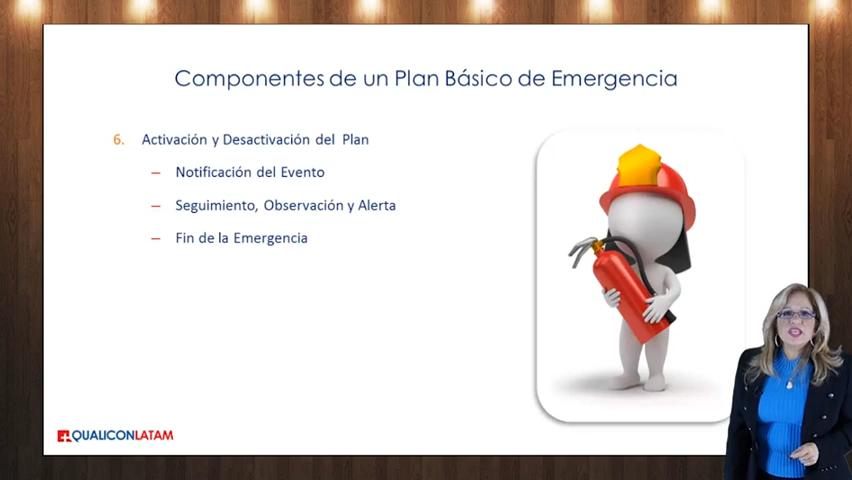 Componentes de un Plan Básico de Emergencia
6. Activación y Desactivación del Plan
– Notificación del Evento
– Seguimiento, Observación y Alerta
– Fin de la Emergencia
QUALICONLATAM